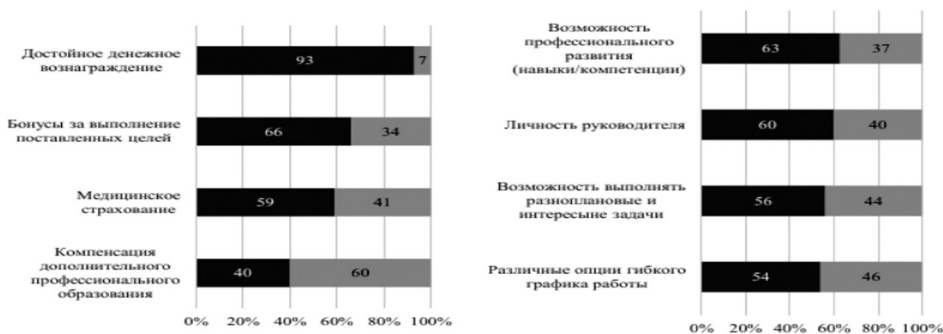 Достойное денежное
вознаграждение
93 7
Бонусы за выполнение
поставленных целей
66 34
Медицинское
страхование
59 41
Компенсация
дополнительного
профессионального
образования
40 60
0% 20% 40% 60% 80% 100%
Возможность
профессионального
развития
(навыки/компетенции)
63 37
Личность руководителя
60 40
Возможность выполнять
разноплановые и
интересыне задачи
56 44
Различные опции гибкого
графика работы
54 46
0% 20% 40% 60% 80% 100%